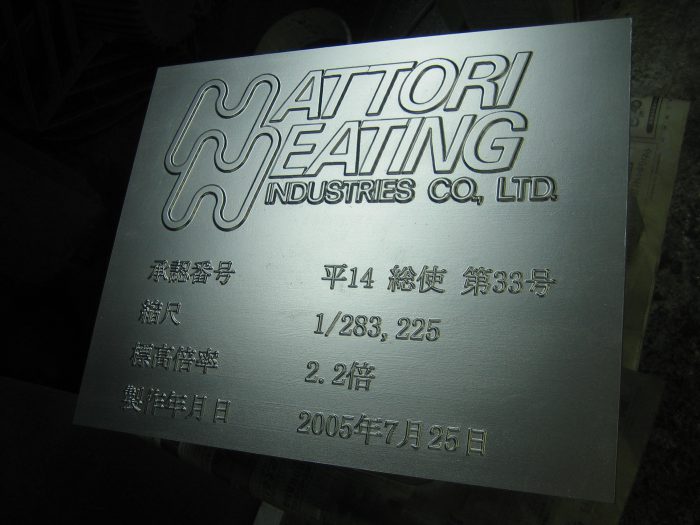 HATTORI
HEATING
INDUSTRIES CO., LTD.
承認番号 平14 総使 第33号
縮尺 1/283,225
標高倍率 2.2倍
製作年月日 2005年7月25日